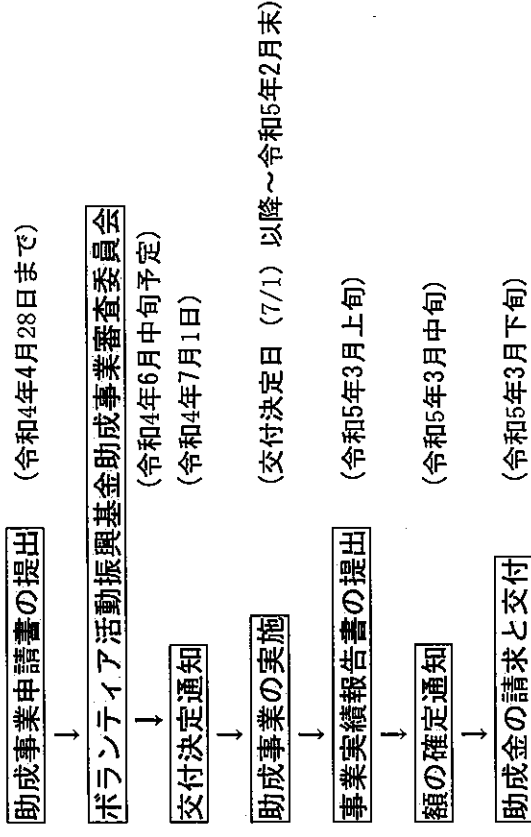 助成事業申請書の提出 (令和4年4月28日まで)
↓
ボランティア活動振興基金助成事業審査委員会
(令和4年6月中旬予定)
交付決定通知 (令和4年7月1日)
↓
助成事業の実施 (交付決定日 (7/1) 以降～令和5年2月末)
↓
事業実績報告書の提出 (令和5年3月上旬)
↓
額の確定通知 (令和5年3月中旬)
↓
助成金の請求と交付 (令和5年3月下旬)